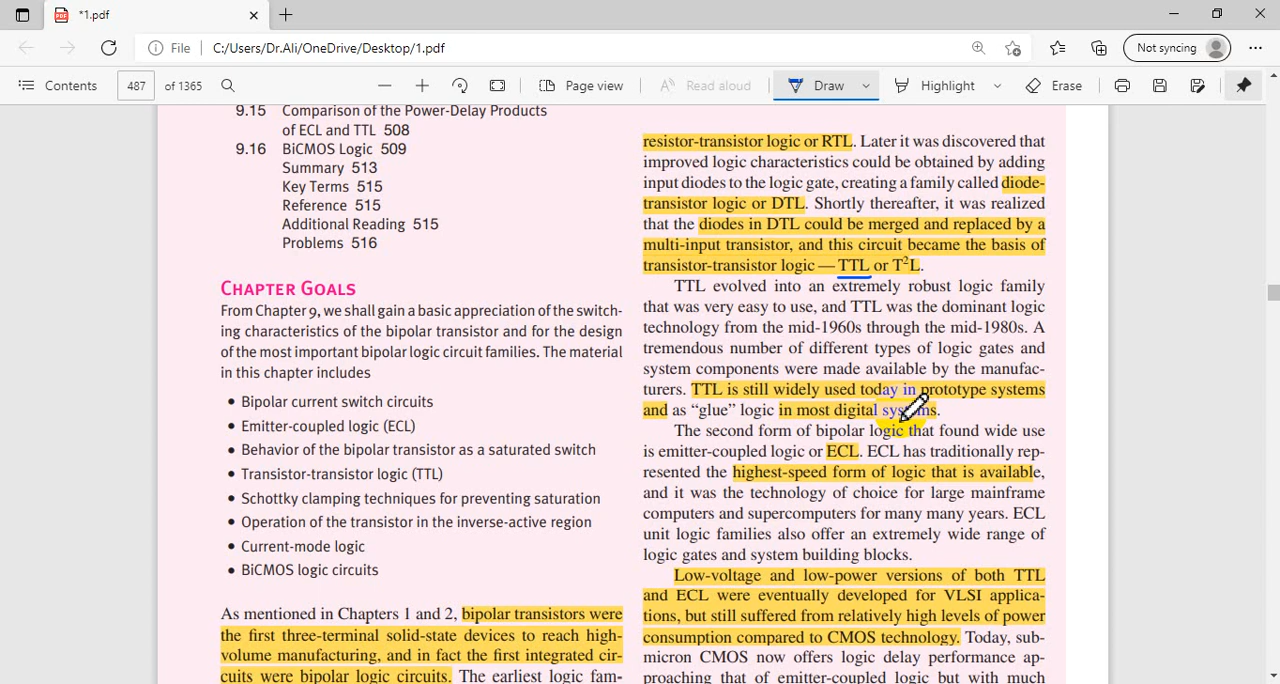 *1.pdf
File
C:/Users/Dr.Ali/OneDrive/Desktop/1.pdf
Not syncing
Contents
487
of 1365
Page view
Read aloud
Draw
Highlight
Erase
9.15 Comparison of the Power-Delay Products
of ECL and TTL 508
9.16 BiCMOS Logic 509
Summary 513
Key Terms 515
Reference 515
Additional Reading 515
Problems 516
CHAPTER GOALS
From Chapter 9, we shall gain a basic appreciation of the switch-
ing characteristics of the bipolar transistor and for the design
of the most important bipolar logic circuit families. The material
in this chapter includes
• Bipolar current switch circuits
• Emitter-coupled logic (ECL)
• Behavior of the bipolar transistor as a saturated switch
• Transistor-transistor logic (TTL)
• Schottky clamping techniques for preventing saturation
• Operation of the transistor in the inverse-active region
• Current-mode logic
• BiCMOS logic circuits
As mentioned in Chapters 1 and 2, bipolar transistors were
the first three-terminal solid-state devices to reach high-
volume manufacturing, and in fact the first integrated cir-
cuits were bipolar logic circuits. The earliest logic fam-
resistor-transistor logic or RTL. Later it was discovered that
improved logic characteristics could be obtained by adding
input diodes to the logic gate, creating a family called diode-
transistor logic or DTL. Shortly thereafter, it was realized
that the diodes in DTL could be merged and replaced by a
multi-input transistor, and this circuit became the basis of
transistor-transistor logic — TTL or T²L.
TTL evolved into an extremely robust logic family
that was very easy to use, and TTL was the dominant logic
technology from the mid-1960s through the mid-1980s. A
tremendous number of different types of logic gates and
system components were made available by the manufac-
turers. TTL is still widely used today in prototype systems
and as “glue” logic in most digital systems.
The second form of bipolar logic that found wide use
is emitter-coupled logic or ECL. ECL has traditionally rep-
resented the highest-speed form of logic that is available,
and it was the technology of choice for large mainframe
computers and supercomputers for many many years. ECL
unit logic families also offer an extremely wide range of
logic gates and system building blocks.
Low-voltage and low-power versions of both TTL
and ECL were eventually developed for VLSI applica-
tions, but still suffered from relatively high levels of power
consumption compared to CMOS technology. Today, sub-
micron CMOS now offers logic delay performance ap-
proaching that of emitter-coupled logic but with much